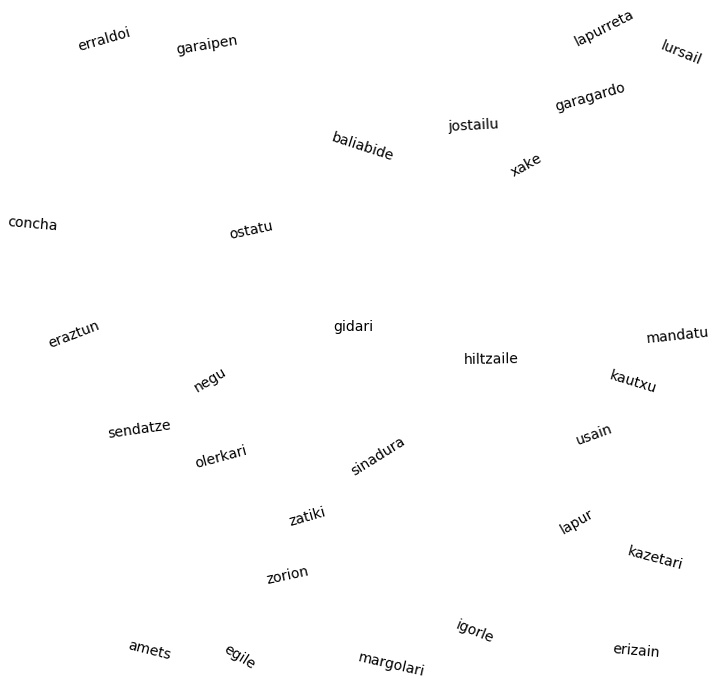 lapurreta
erraldoi
garaipen
lursail
garagardo
jostailu
baliabide
xake
concha
ostatu
gidari
eraztun
mandatu
hiltzaile
negu
kautxu
sendatze
usain
olerkari
sinadura
zatiki
lapur
kazetari
zorion
igorle
amets
egile
erizain
margolari